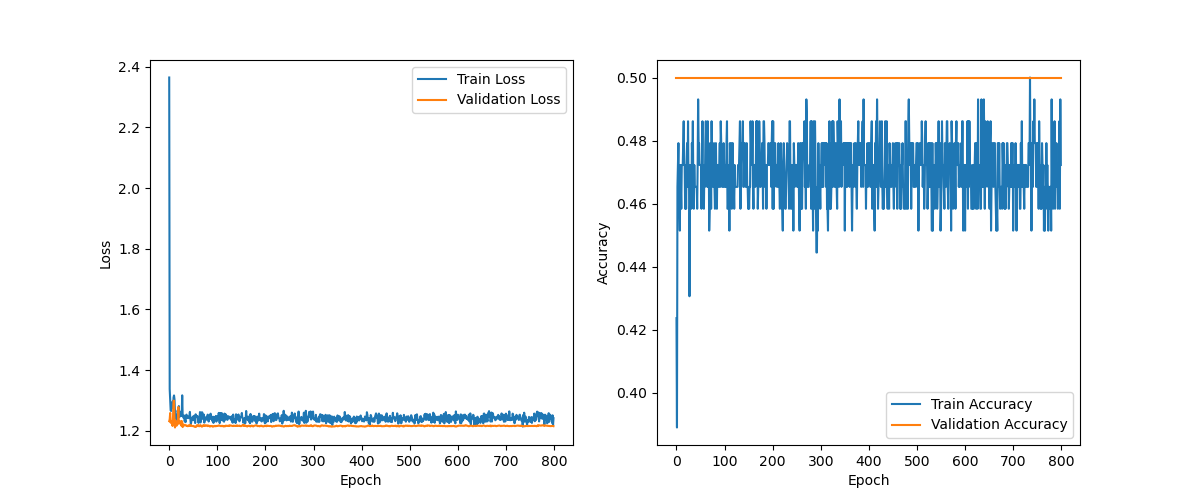 2.4
2.2
2.0
1.8
1.6
1.4
1.2
Loss
0 100 200 300 400 500 600 700 800
Epoch
Train Loss
Validation Loss
0.50
0.48
0.46
0.44
0.42
0.40
Accuracy
0 100 200 300 400 500 600 700 800
Epoch
Train Accuracy
Validation Accuracy